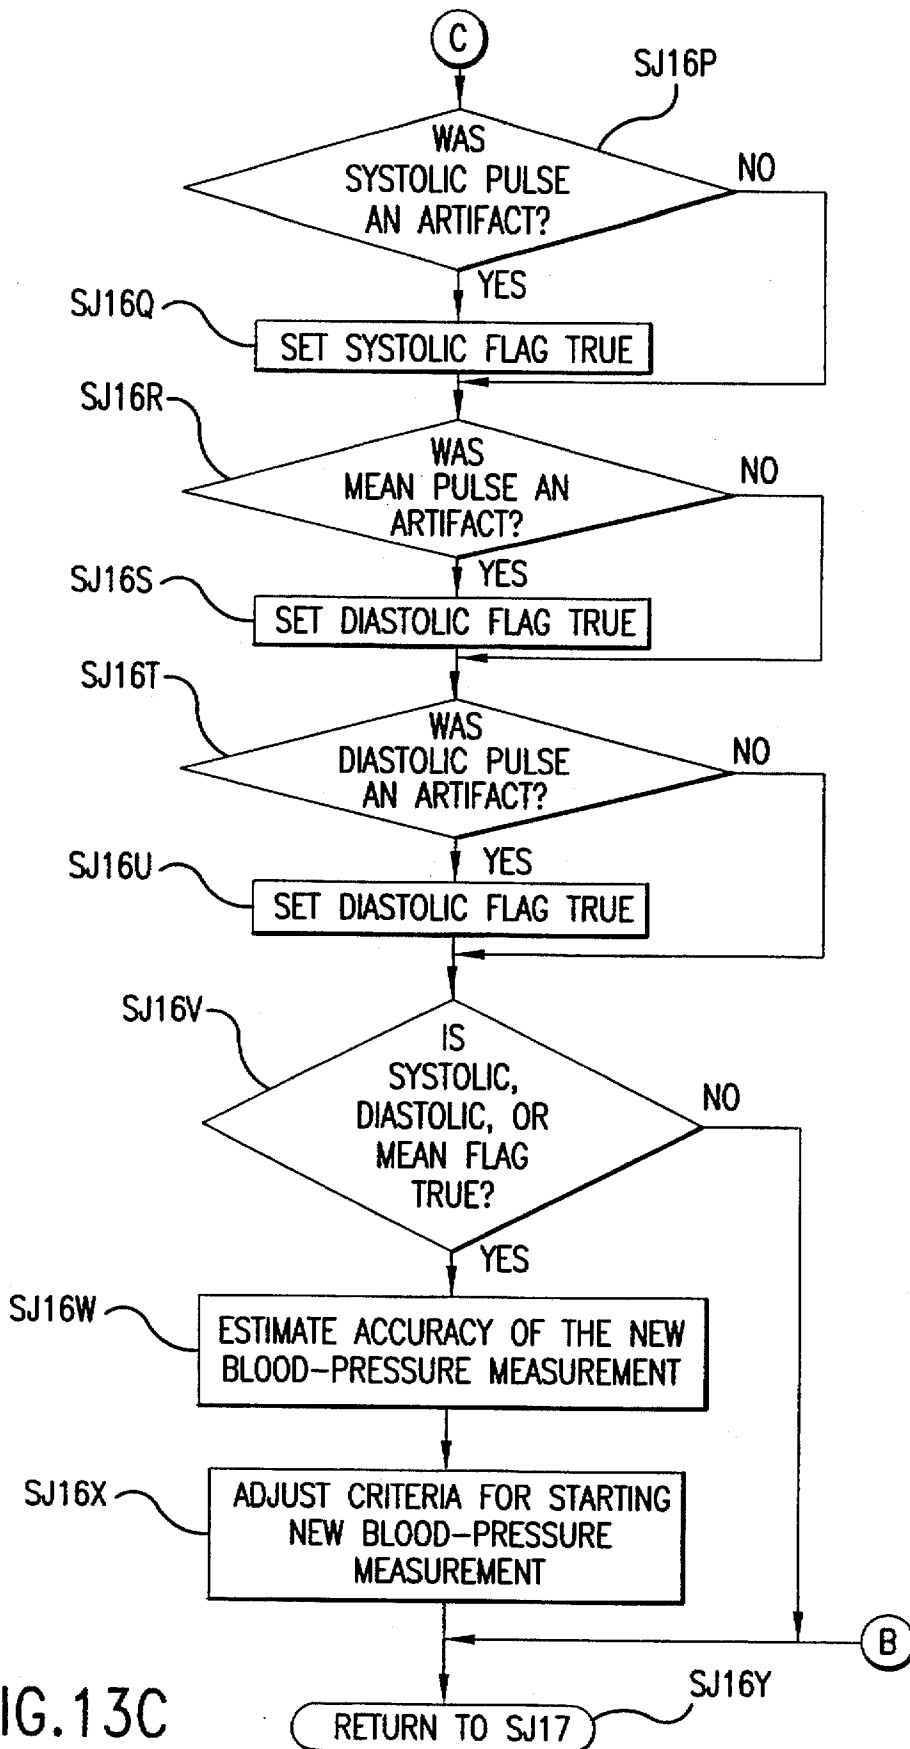 C
SJ16P
WAS
SYSTOLIC PULSE
AN ARTIFACT?
NO
YES
SJ16Q
SET SYSTOLIC FLAG TRUE
SJ16R
WAS
MEAN PULSE AN
ARTIFACT?
NO
YES
SJ16S
SET DIASTOLIC FLAG TRUE
SJ16T
WAS
DIASTOLIC PULSE
AN ARTIFACT?
NO
YES
SJ16U
SET DIASTOLIC FLAG TRUE
SJ16V
IS
SYSTOLIC,
DIASTOLIC, OR
MEAN FLAG
TRUE?
NO
YES
SJ16W
ESTIMATE ACCURACY OF THE NEW
BLOOD-PRESSURE MEASUREMENT
SJ16X
ADJUST CRITERIA FOR STARTING
NEW BLOOD-PRESSURE
MEASUREMENT
B
SJ16Y
RETURN TO SJ17
IG.13C